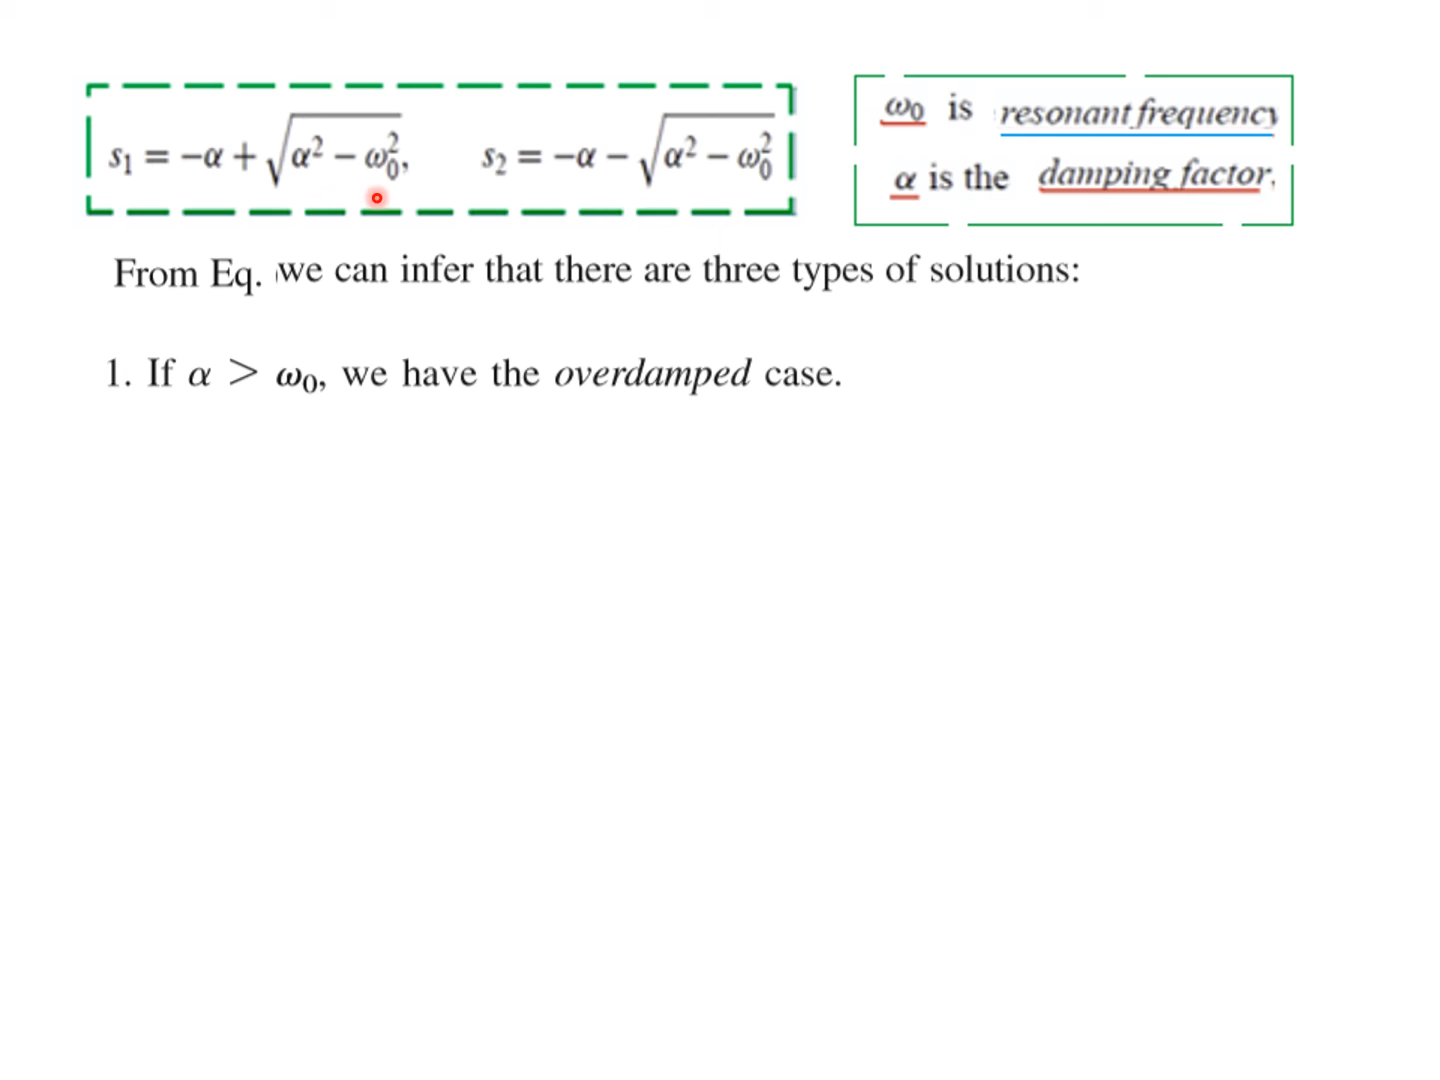 s₁ = −α + √(α² − ω₀²), s₂ = −α − √(α² − ω₀²)
ω₀ is resonant frequency
α is the damping factor.
From Eq. we can infer that there are three types of solutions:
1. If α > ω₀, we have the overdamped case.